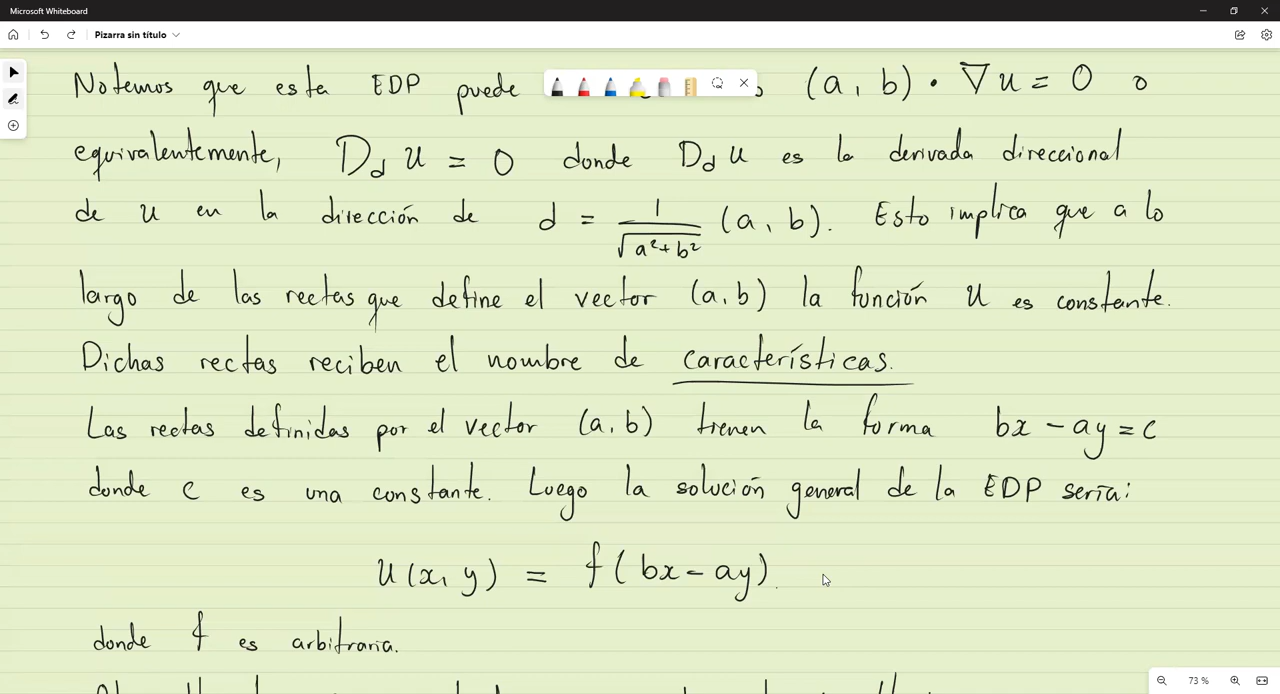 Microsoft Whiteboard
Pizarra sin título
Notemos que esta EDP puede (a, b) · ∇u = 0 o
equivalentemente, D_d u = 0 donde D_d u es la derivada direccional
de u en la dirección de d = 1/√(a²+b²) (a, b). Esto implica que a lo
largo de las rectas que define el vector (a, b) la función u es constante.
Dichas rectas reciben el nombre de características.
Las rectas definidas por el vector (a, b) tienen la forma bx - ay = c
donde c es una constante. Luego la solución general de la EDP sería:
u(x, y) = f(bx - ay).
donde f es arbitraria.
73 %